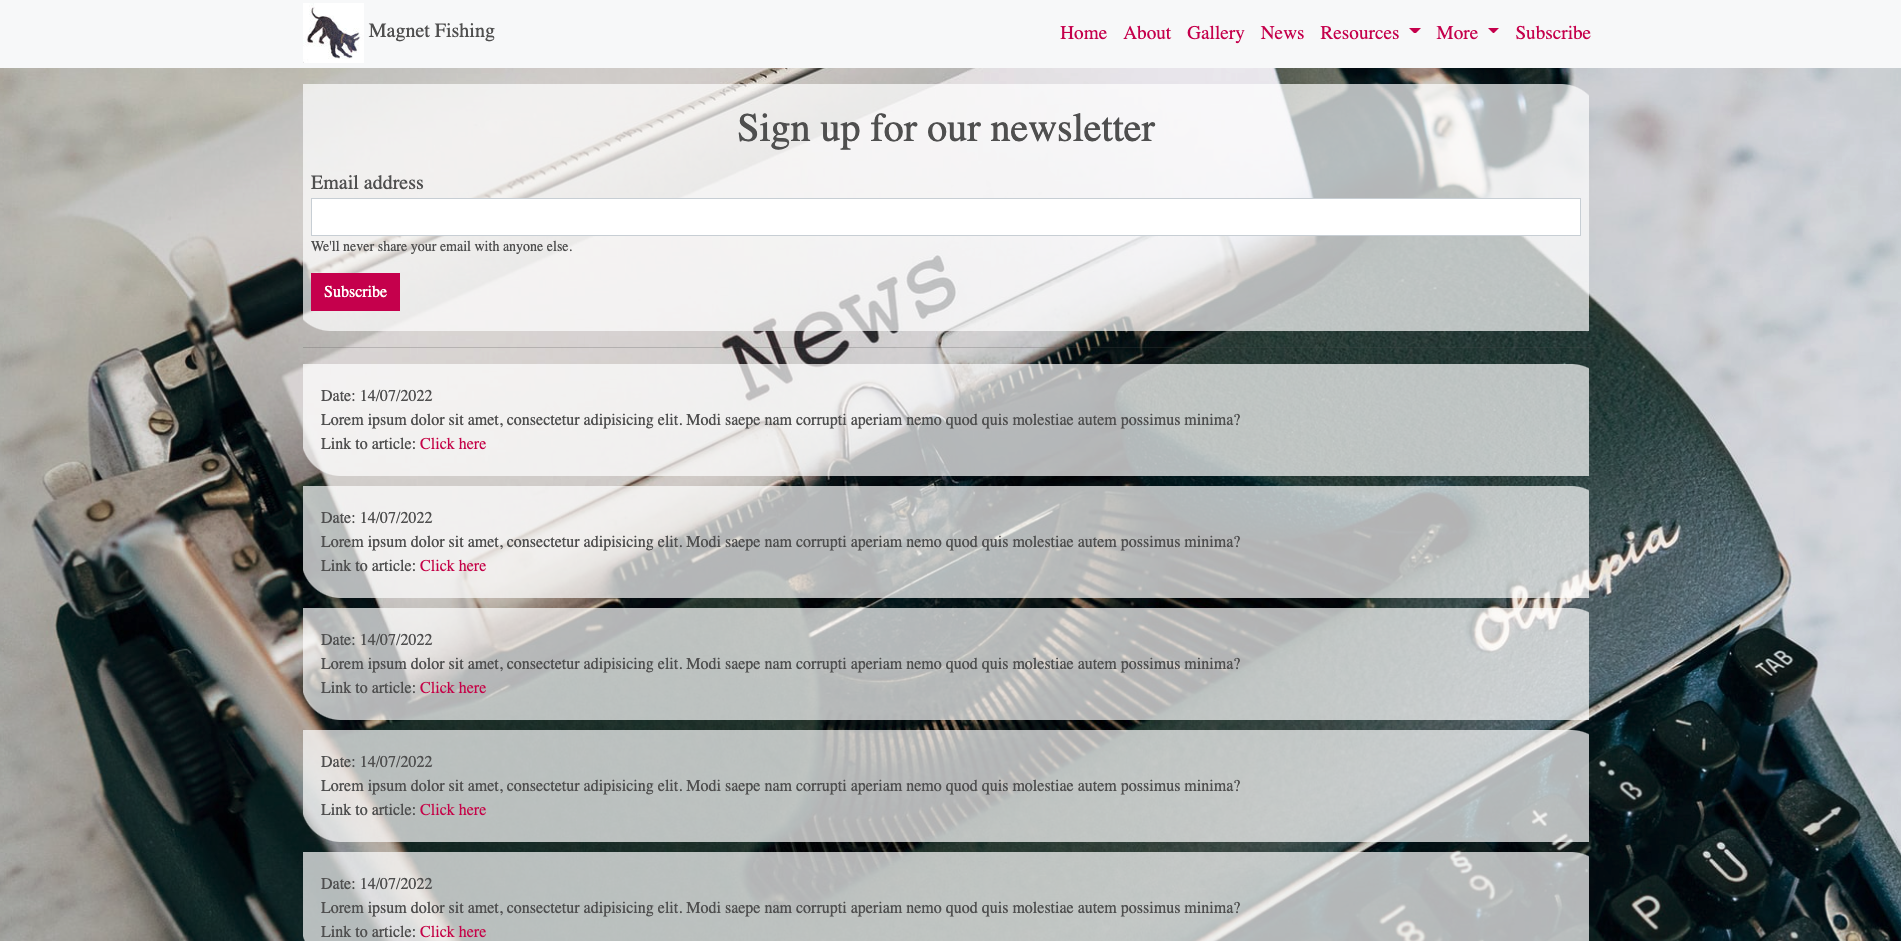 Magnet Fishing
Home About Gallery News Resources More Subscribe
Sign up for our newsletter
Email address
We'll never share your email with anyone else.
Subscribe
News
Date: 14/07/2022
Lorem ipsum dolor sit amet, consectetur adipisicing elit. Modi saepe nam corrupti aperiam nemo quod quis molestiae autem possimus minima?
Link to article: Click here
Date: 14/07/2022
Lorem ipsum dolor sit amet, consectetur adipisicing elit. Modi saepe nam corrupti aperiam nemo quod quis molestiae autem possimus minima?
Link to article: Click here
Olympia
Date: 14/07/2022
Lorem ipsum dolor sit amet, consectetur adipisicing elit. Modi saepe nam corrupti aperiam nemo quod quis molestiae autem possimus minima?
Link to article: Click here
TAB
Date: 14/07/2022
Lorem ipsum dolor sit amet, consectetur adipisicing elit. Modi saepe nam corrupti aperiam nemo quod quis molestiae autem possimus minima?
Link to article: Click here
+ =
Ü
P
Date: 14/07/2022
Lorem ipsum dolor sit amet, consectetur adipisicing elit. Modi saepe nam corrupti aperiam nemo quod quis molestiae autem possimus minima?
Link to article: Click here